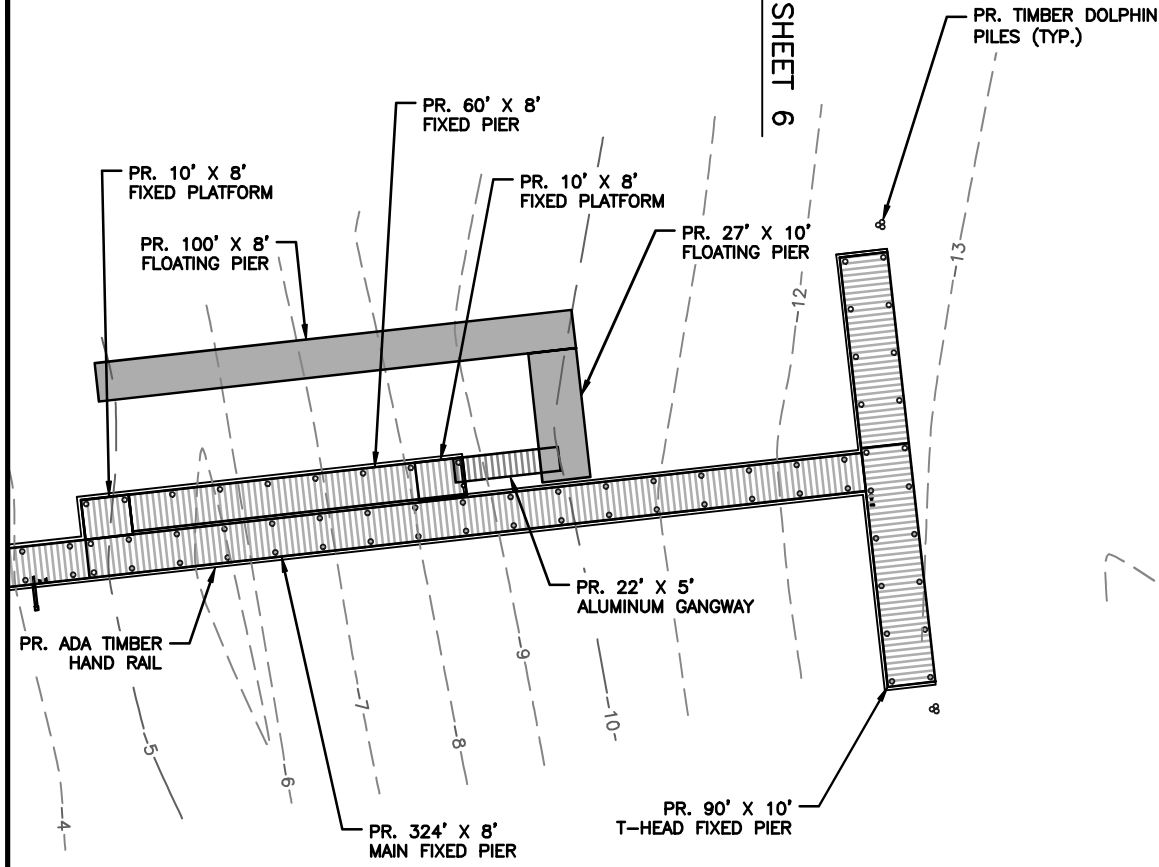 SHEET 6
PR. TIMBER DOLPHIN
PILES (TYP.)
PR. 60' X 8'
FIXED PIER
PR. 10' X 8'
FIXED PLATFORM
PR. 10' X 8'
FIXED PLATFORM
PR. 100' X 8'
FLOATING PIER
PR. 27' X 10'
FLOATING PIER
-13
-12
PR. 22' X 5'
ALUMINUM GANGWAY
PR. ADA TIMBER
HAND RAIL
-9
-7
-10-
-8
-5
-6
-4
PR. 90' X 10'
T-HEAD FIXED PIER
PR. 324' X 8'
MAIN FIXED PIER